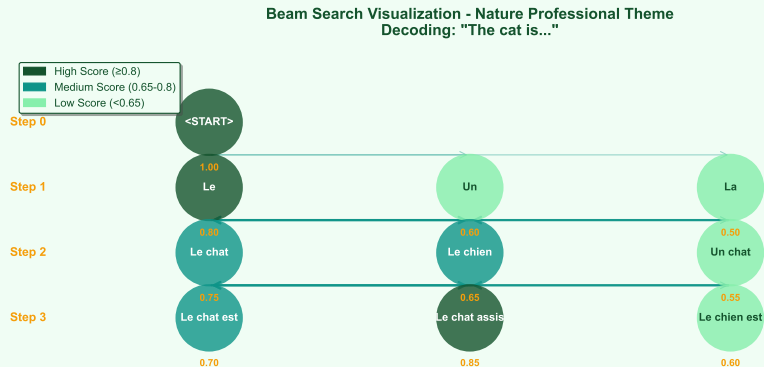 Beam Search Visualization - Nature Professional Theme
Decoding: "The cat is..."
High Score (≥0.8)
Medium Score (0.65-0.8)
Low Score (<0.65)
Step 0
<START>
1.00
Step 1
Le
Un
La
0.80
0.60
0.50
Step 2
Le chat
Le chien
Un chat
0.75
0.65
0.55
Step 3
Le chat est
Le chat assis
Le chien est
0.70
0.85
0.60